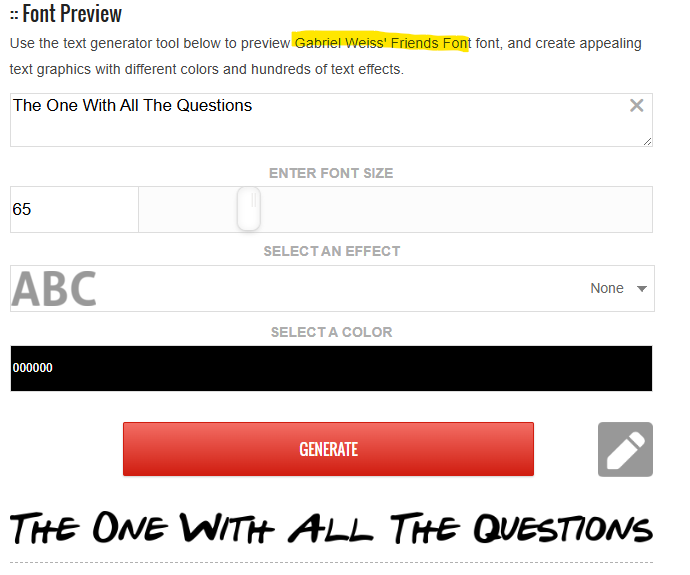 :: Font Preview
Use the text generator tool below to preview Gabriel Weiss' Friends Font font, and create appealing
text graphics with different colors and hundreds of text effects.
The One With All The Questions
ENTER FONT SIZE
65
SELECT AN EFFECT
ABC None
SELECT A COLOR
000000
GENERATE
THE ONE WITH ALL THE QUESTIONS